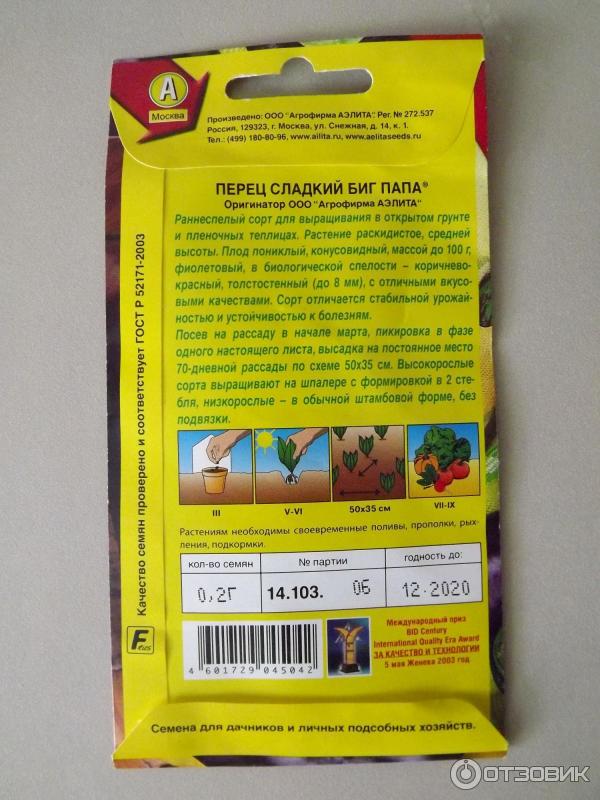 А
Москва
Произведено: ООО "Агрофирма АЭЛИТА". Рег. № 272.537
Россия, 129323, г. Москва, ул. Снежная, д. 14, к. 1.
Тел.: (499) 180-80-96, www.ailita.ru, www.aelitaseeds.ru
ПЕРЕЦ СЛАДКИЙ БИГ ПАПА®
Оригинатор ООО "Агрофирма АЭЛИТА"
Раннеспелый сорт для выращивания в открытом грунте
и пленочных теплицах. Растение раскидистое, средней
высоты. Плод пониклый, конусовидный, массой до 100 г,
фиолетовый, в биологической спелости – коричнево-
красный, толстостенный (до 8 мм), с отличными вкусо-
выми качествами. Сорт отличается стабильной урожай-
ностью и устойчивостью к болезням.
Посев на рассаду в начале марта, пикировка в фазе
одного настоящего листа, высадка на постоянное место
70-дневной рассады по схеме 50х35 см. Высокорослые
сорта выращивают на шпалере с формировкой в 2 сте-
бля, низкорослые – в обычной штамбовой форме, без
подвязки.
III
V-VI
50х35 см
VII-IX
Растениям необходимы своевременные поливы, прополки, рых-
ления, подкормки.
кол-во семян
№ партии
годность до:
0,2Г
14.103.
06
12·2020
4 601729 045042
Международный приз
BID Century
International Quality Era Award
ЗА КАЧЕСТВО И ТЕХНОЛОГИИ
5 мая Женева 2003 год
Семена для дачников и личных подсобных хозяйств.
Качество семян проверено и соответствует ГОСТ Р 52171-2003
F plus
ОТЗОВИК